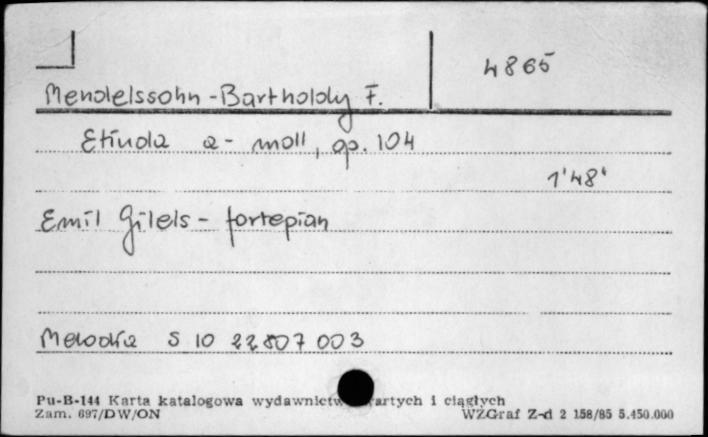 4865
Mendelssohn-Bartholdy F.
Etiuda a-moll, op. 104
1'48"
Emil Gilels - fortepian
Melodia S 10 22807 003
Pu-B-144 Karta katalogowa wydawnictw zwartych i ciągłych
Zam. 697/DW/ON WZGraf Z-d 2 158/85 5.450.000